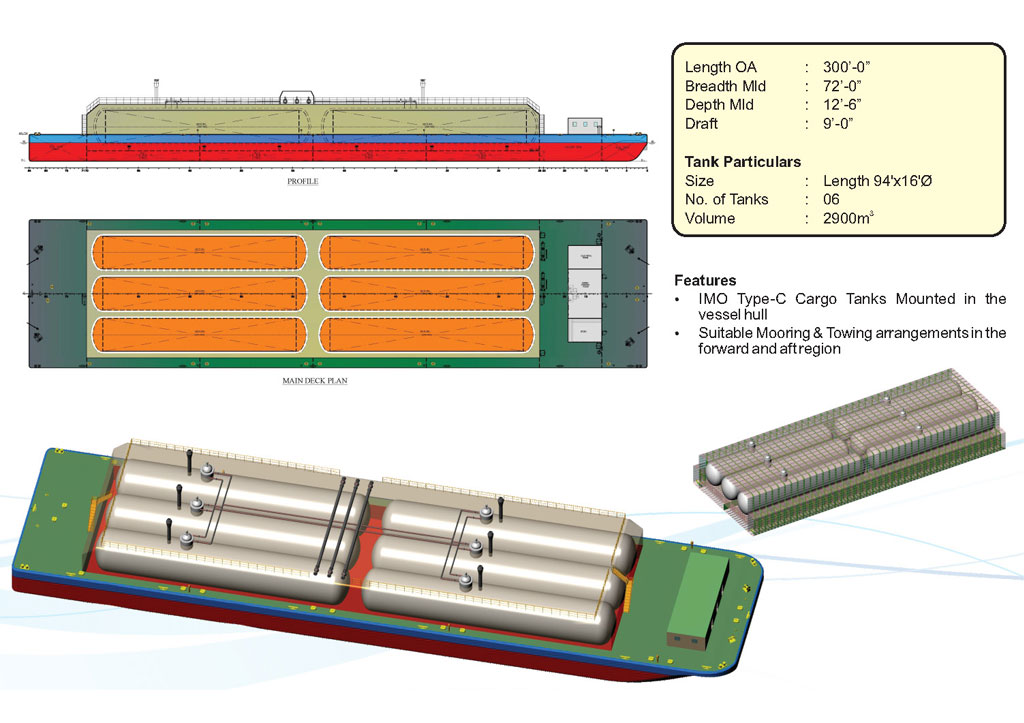 Length OA : 300’-0”
Breadth Mld : 72’-0”
Depth Mld : 12’-6”
Draft : 9’-0”
Tank Particulars
Size : Length 94'x16'Ø
No. of Tanks : 06
Volume : 2900m³
PROFILE
MAIN DECK PLAN
Features
• IMO Type-C Cargo Tanks Mounted in the
vessel hull
• Suitable Mooring & Towing arrangements in the
forward and aft region